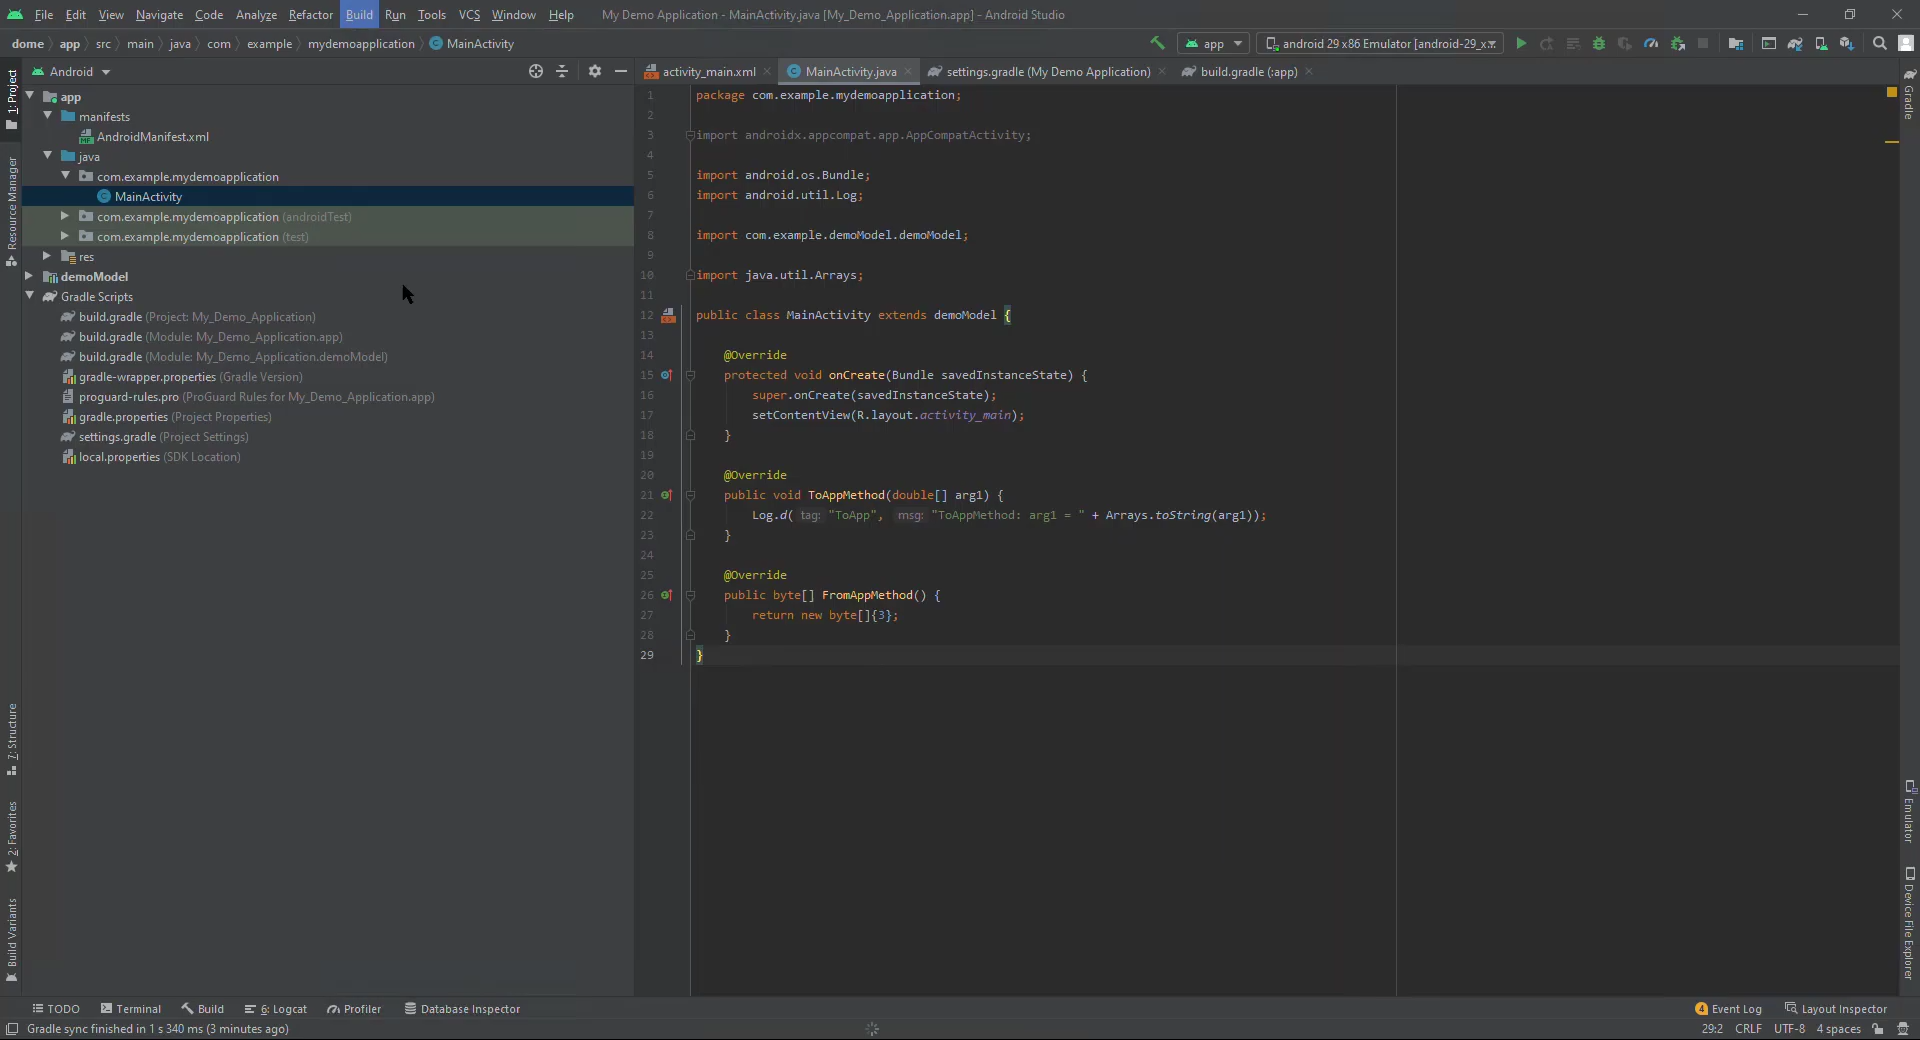 File Edit View Navigate Code Analyze Refactor Build Run Tools VCS Window Help My Demo Application - MainActivity.java [My_Demo_Application.app] - Android Studio
dome app src main java com example mydemoapplication MainActivity app android 29 x86 Emulator [android-29_x
Android
activity_main.xml MainActivity.java settings.gradle (My Demo Application) build.gradle (:app)
1: Project
Resource Manager
7: Structure
2: Favorites
Build Variants
app
manifests
AndroidManifest.xml
java
com.example.mydemoapplication
MainActivity
com.example.mydemoapplication (androidTest)
com.example.mydemoapplication (test)
res
demoModel
Gradle Scripts
build.gradle (Project: My_Demo_Application)
build.gradle (Module: My_Demo_Application.app)
build.gradle (Module: My_Demo_Application.demoModel)
gradle-wrapper.properties (Gradle Version)
proguard-rules.pro (ProGuard Rules for My_Demo_Application.app)
gradle.properties (Project Properties)
settings.gradle (Project Settings)
local.properties (SDK Location)
1 package com.example.mydemoapplication;
2
3 import androidx.appcompat.app.AppCompatActivity;
4
5 import android.os.Bundle;
6 import android.util.Log;
7
8 import com.example.demoModel.demoModel;
9
10 import java.util.Arrays;
11
12 public class MainActivity extends demoModel {
13
14 @Override
15 protected void onCreate(Bundle savedInstanceState) {
16 super.onCreate(savedInstanceState);
17 setContentView(R.layout.activity_main);
18 }
19
20 @Override
21 public void ToAppMethod(double[] arg1) {
22 Log.d( tag: "ToApp", msg: "ToAppMethod: arg1 = " + Arrays.toString(arg1));
23 }
24
25 @Override
26 public byte[] FromAppMethod() {
27 return new byte[]{3};
28 }
29 }
Gradle
Emulator
Device File Explorer
TODO Terminal Build 6: Logcat Profiler Database Inspector 4 Event Log Layout Inspector
Gradle sync finished in 1 s 340 ms (3 minutes ago) 29:2 CRLF UTF-8 4 spaces